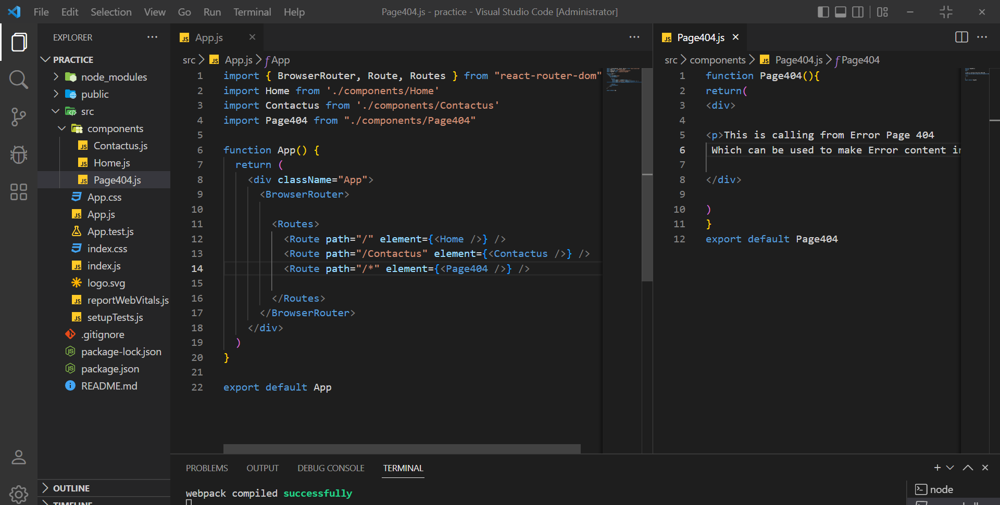 File Edit Selection View Go Run Terminal Help
Page404.js - practice - Visual Studio Code [Administrator]
EXPLORER
PRACTICE
node_modules
public
src
components
Contactus.js
Home.js
Page404.js
App.css
App.js
App.test.js
index.css
index.js
logo.svg
reportWebVitals.js
setupTests.js
.gitignore
package-lock.json
package.json
README.md
OUTLINE
TIMELINE
App.js
src > App.js > App
1 import { BrowserRouter, Route, Routes } from "react-router-dom"
2 import Home from './components/Home'
3 import Contactus from './components/Contactus'
4 import Page404 from "./components/Page404"
5
6 function App() {
7 return (
8 <div className="App">
9 <BrowserRouter>
10
11 <Routes>
12 <Route path="/" element={<Home />} />
13 <Route path="/Contactus" element={<Contactus />} />
14 <Route path="/*" element={<Page404 />} />
15
16 </Routes>
17 </BrowserRouter>
18 </div>
19 )
20 }
21
22 export default App
Page404.js
src > components > Page404.js > Page404
1 function Page404(){
2 return(
3 <div>
4
5 <p>This is calling from Error Page 404
6 Which can be used to make Error content in
7
8 </div>
9
10 )
11 }
12 export default Page404
PROBLEMS OUTPUT DEBUG CONSOLE TERMINAL
webpack compiled successfully
node